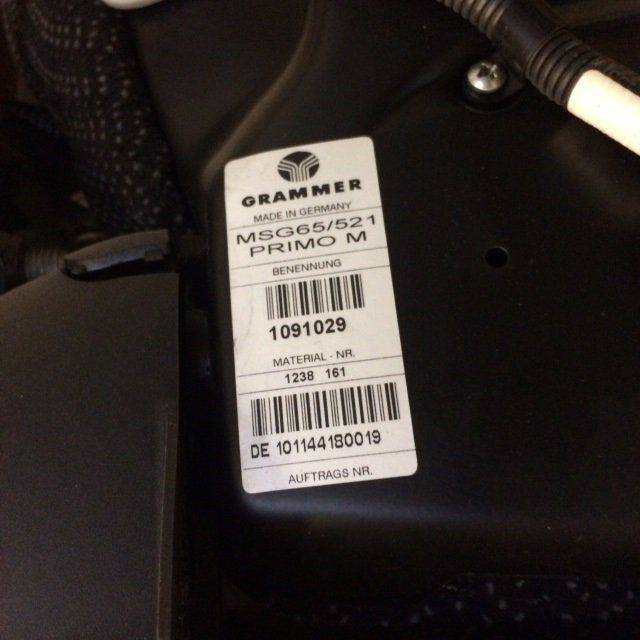 GRAMMER
MADE IN GERMANY
MSG65/521
PRIMO M
BENENNUNG
1091029
MATERIAL - NR.
1238 161
DE 101144180019
AUFTRAGS NR.